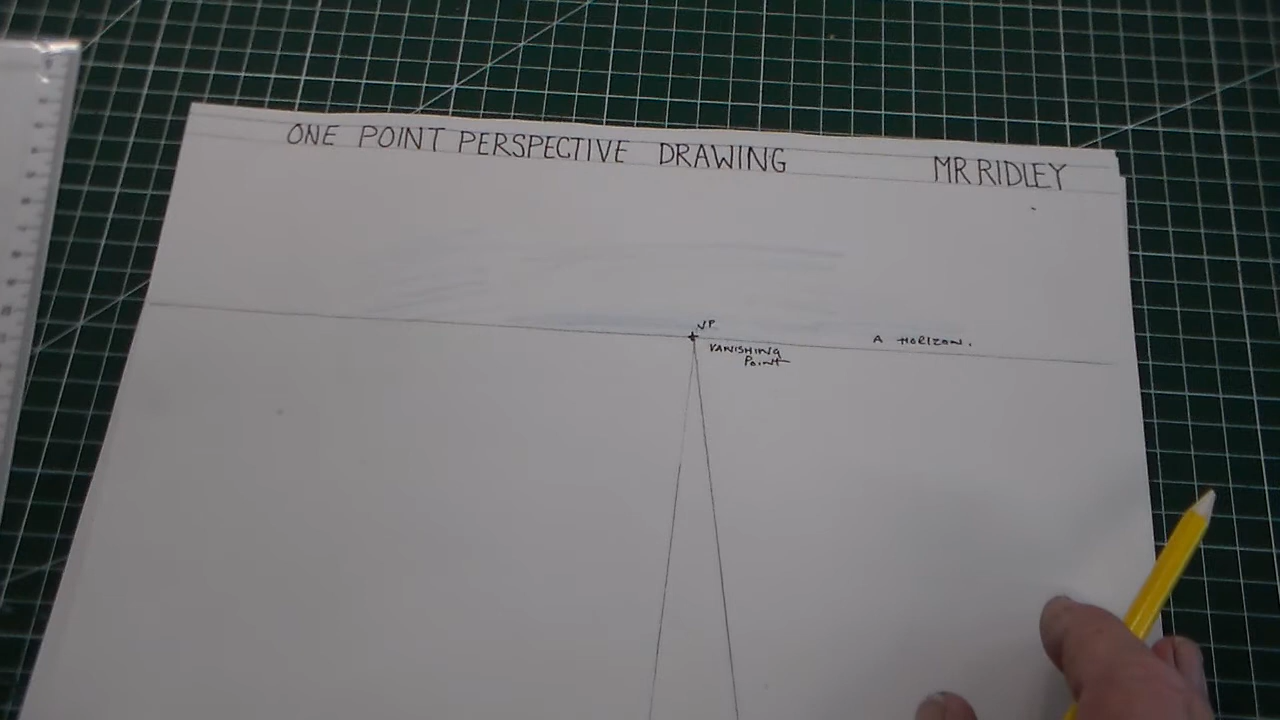 ONE POINT PERSPECTIVE DRAWING MR RIDLEY
VP
VANISHING
Point
A HORIZON.